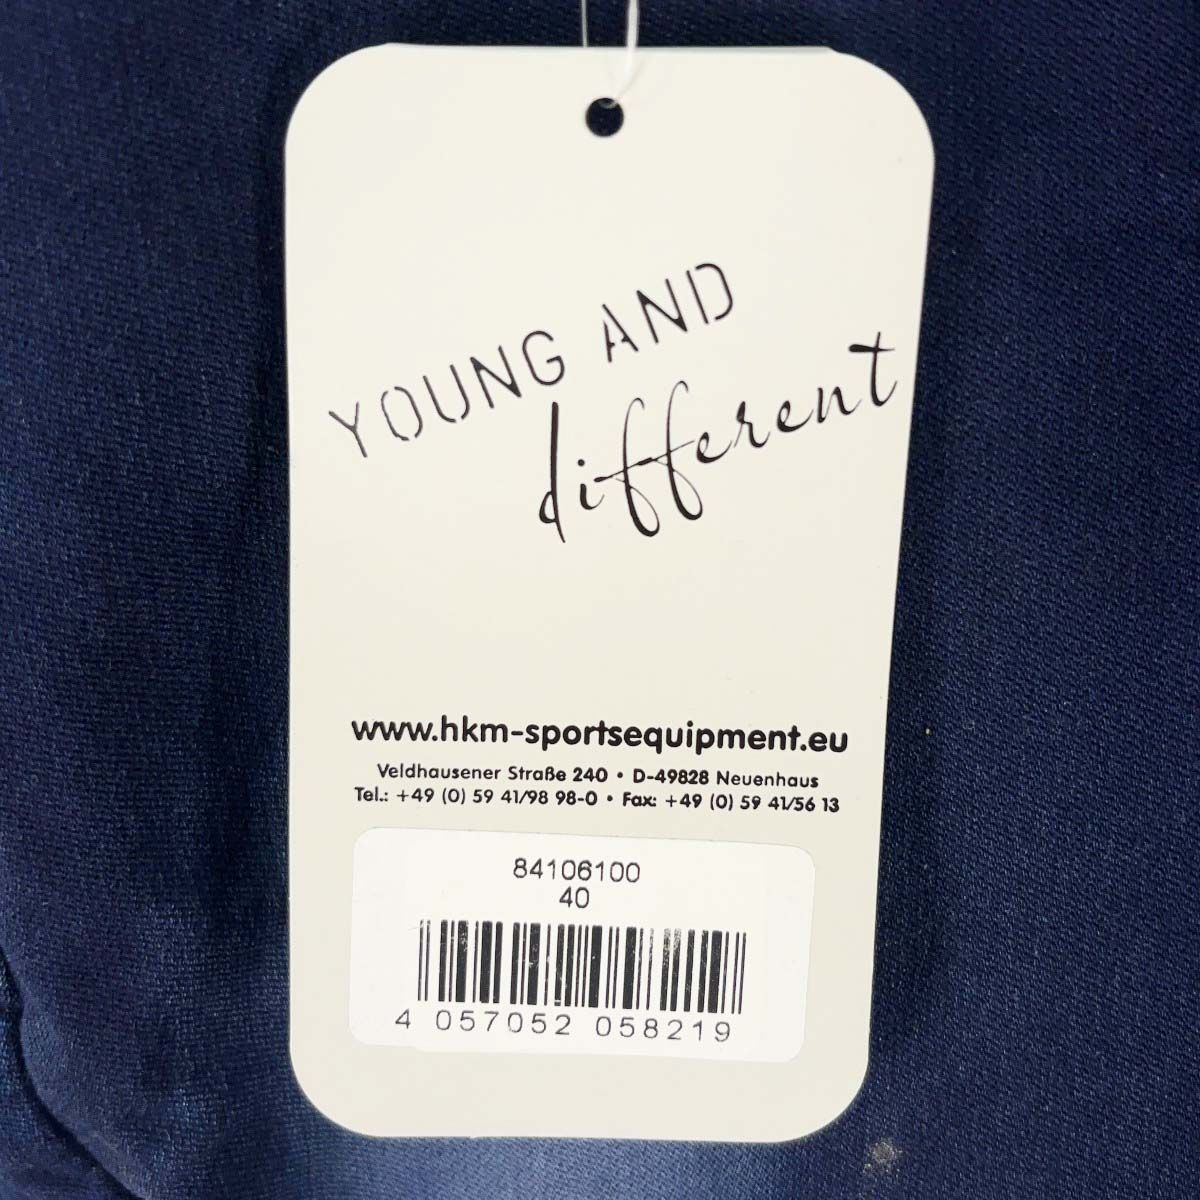 YOUNG AND
different
www.hkm-sportsequipment.eu
Veldhausener Straße 240 • D-49828 Neuenhaus
Tel.: +49 (0) 59 41/98 98-0 • Fax: +49 (0) 59 41/56 13
84106100
40
4 057052 058219